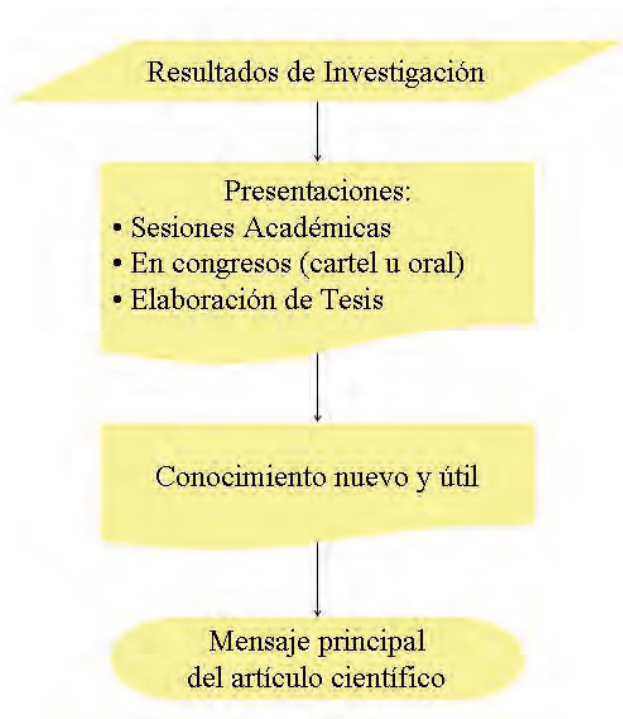 Resultados de Investigación
Presentaciones:
• Sesiones Académicas
• En congresos (cartel u oral)
• Elaboración de Tesis
Conocimiento nuevo y útil
Mensaje principal
del artículo científico